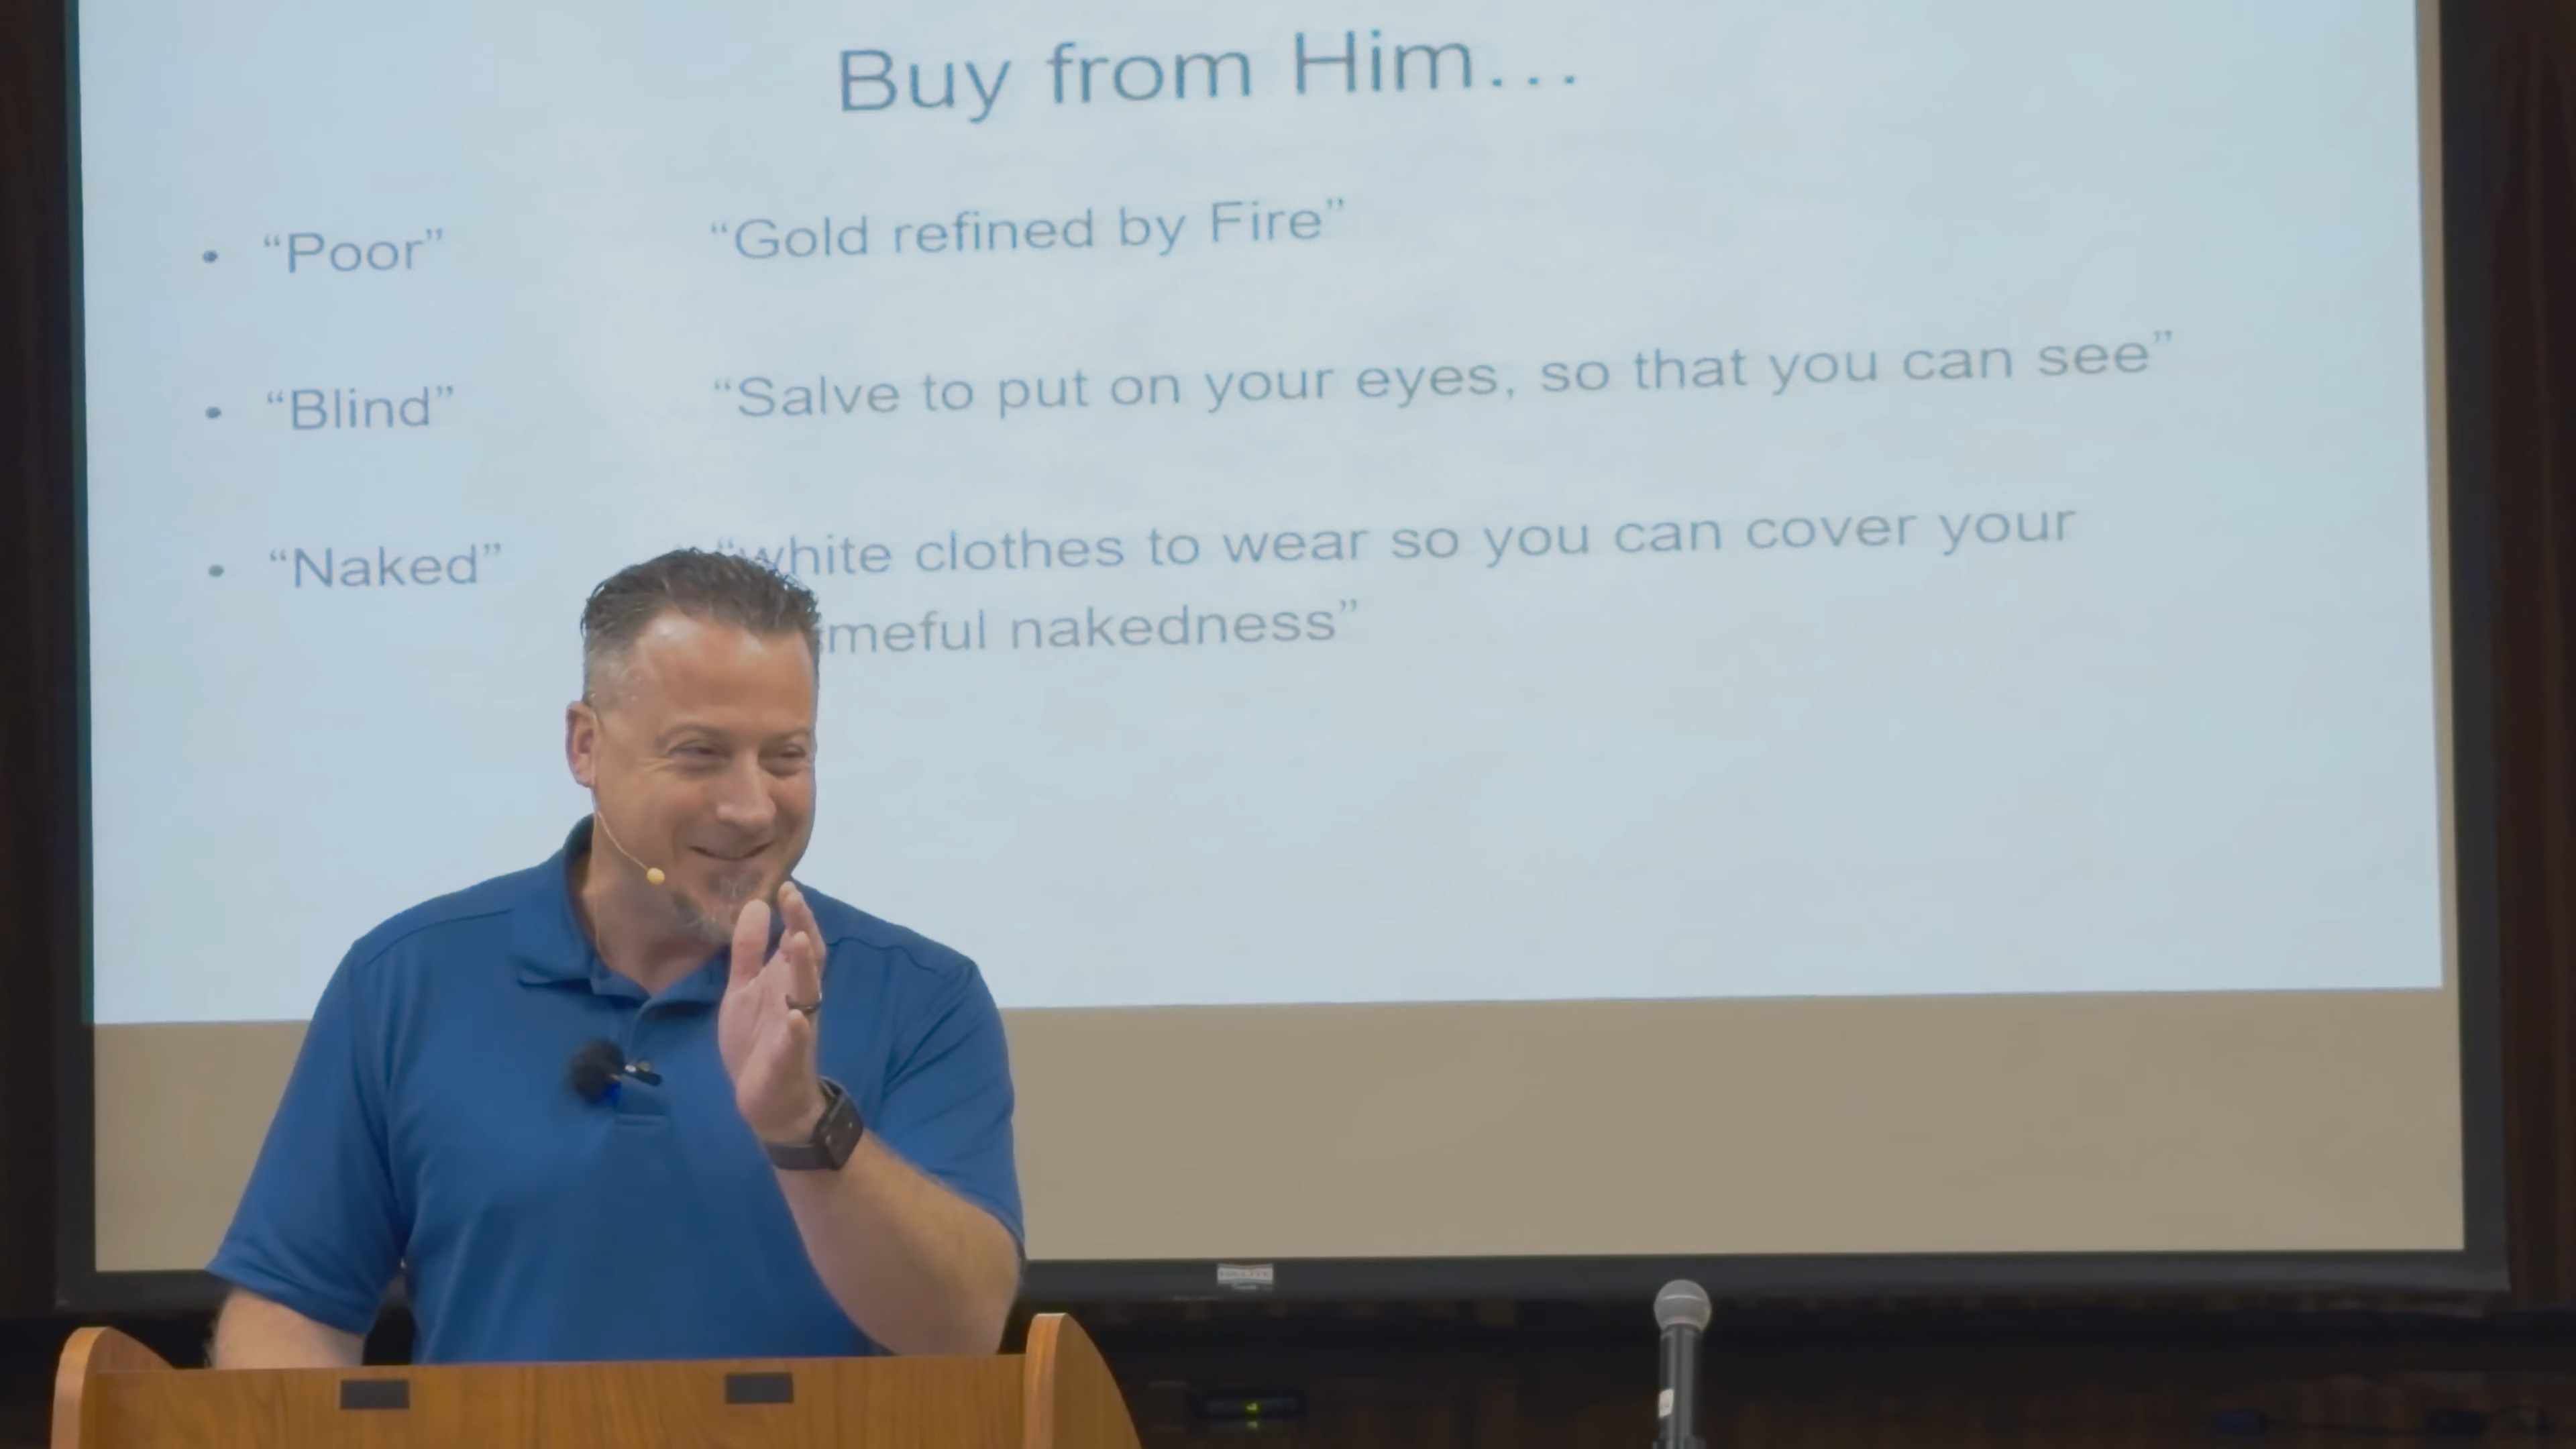 Buy from Him...
• “Poor” “Gold refined by Fire”
• “Blind” “Salve to put on your eyes, so that you can see”
• “Naked” “white clothes to wear so you can cover your
meful nakedness”